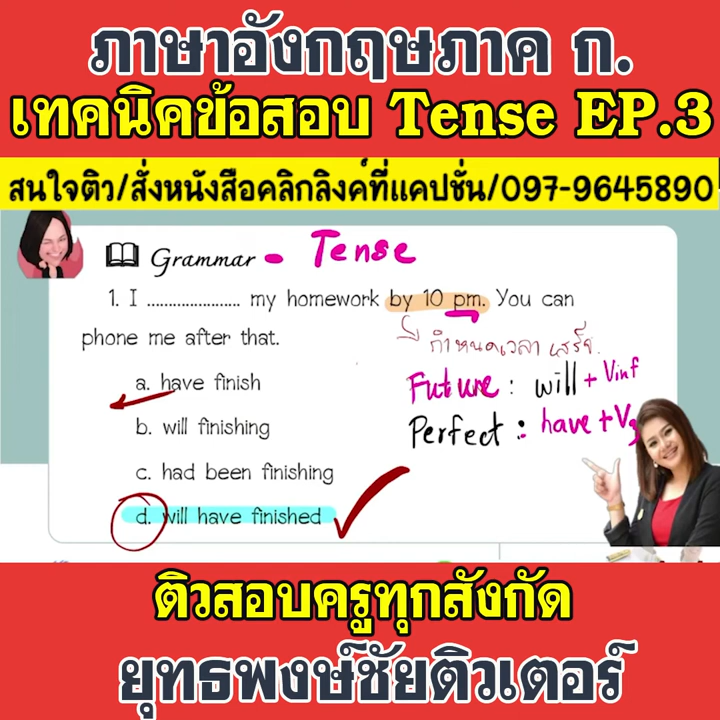 ภาษาอังกฤษภาค ก.
เทคนิคข้อสอบ Tense EP.3
สนใจติว/สั่งหนังสือคลิกลิงค์ที่แคปชั่น/097-9645890
Grammar Tense
1. I ...................... my homework by 10 pm. You can
phone me after that.
กำหนดเวลา เสร็จ.
a. have finish
Future : will + Vinf
b. will finishing
Perfect : have + V3
c. had been finishing
d. will have finished
ติวสอบครูทุกสังกัด
ยุทธพงษ์ชัยติวเตอร์